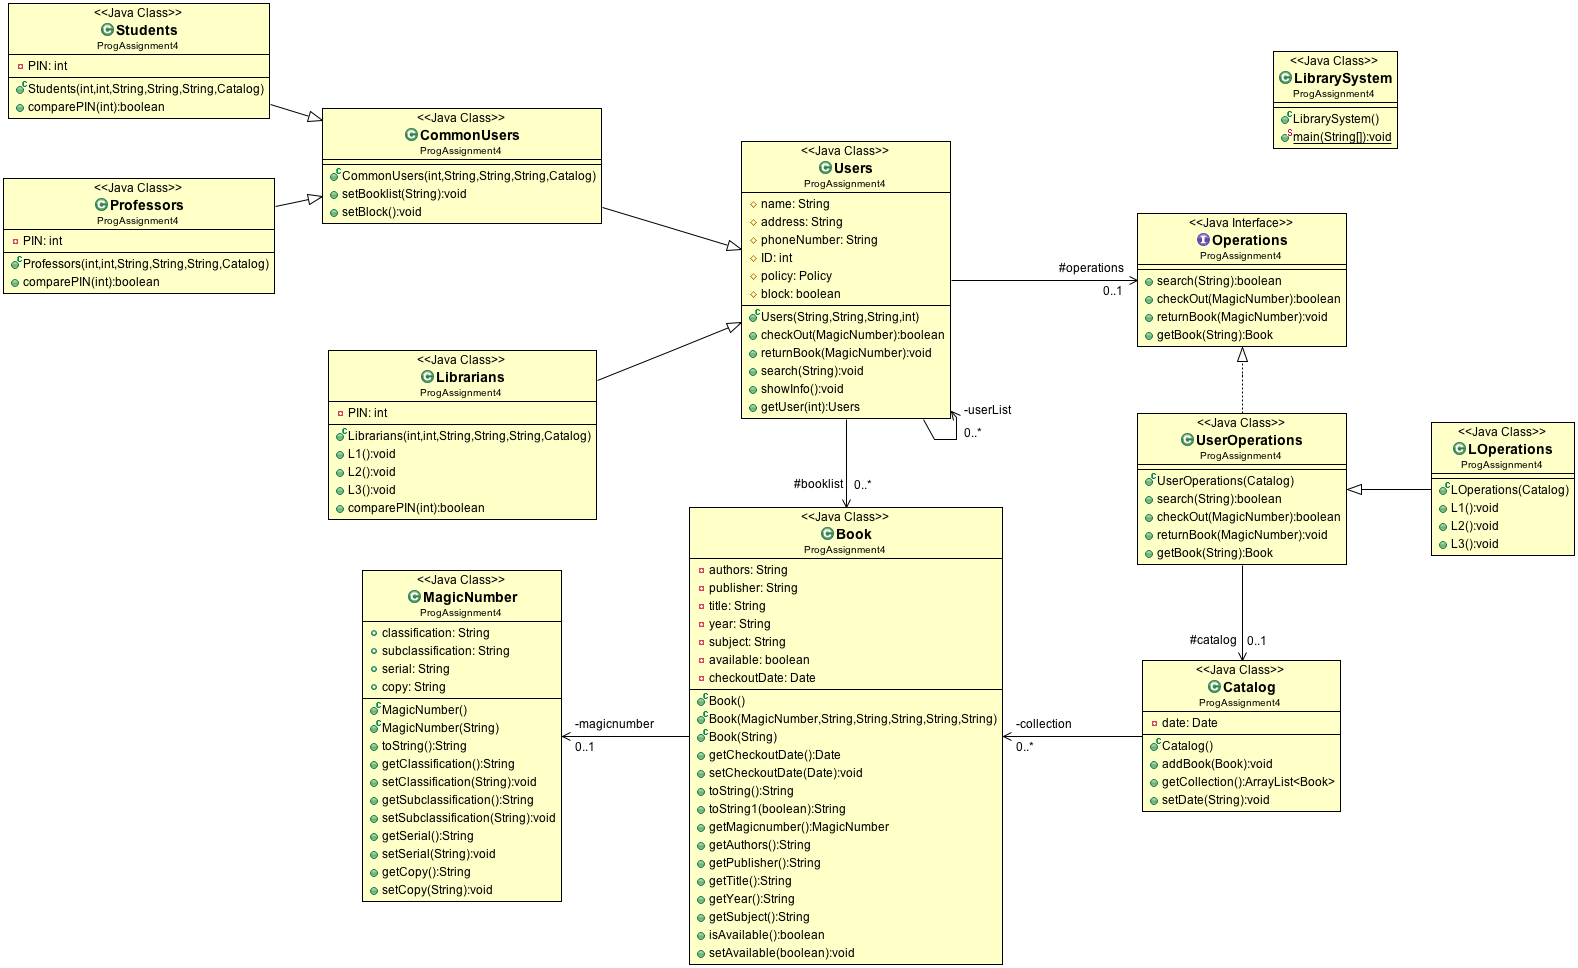 <<Java Class>>
Students
ProgAssignment4
PIN: int
Students(int,int,String,String,String,Catalog)
comparePIN(int):boolean
<<Java Class>>
Professors
ProgAssignment4
PIN: int
Professors(int,int,String,String,String,Catalog)
comparePIN(int):boolean
<<Java Class>>
CommonUsers
ProgAssignment4
CommonUsers(int,String,String,String,Catalog)
setBooklist(String):void
setBlock():void
<<Java Class>>
Librarians
ProgAssignment4
PIN: int
Librarians(int,int,String,String,String,Catalog)
L1():void
L2():void
L3():void
comparePIN(int):boolean
<<Java Class>>
Users
ProgAssignment4
name: String
address: String
phoneNumber: String
ID: int
policy: Policy
block: boolean
Users(String,String,String,int)
checkOut(MagicNumber):boolean
returnBook(MagicNumber):void
search(String):void
showInfo():void
getUser(int):Users
-userList
0..*
#operations
0..1
#booklist
0..*
<<Java Class>>
LibrarySystem
ProgAssignment4
LibrarySystem()
main(String[]):void
<<Java Interface>>
Operations
ProgAssignment4
search(String):boolean
checkOut(MagicNumber):boolean
returnBook(MagicNumber):void
getBook(String):Book
<<Java Class>>
UserOperations
ProgAssignment4
UserOperations(Catalog)
search(String):boolean
checkOut(MagicNumber):boolean
returnBook(MagicNumber):void
getBook(String):Book
<<Java Class>>
LOperations
ProgAssignment4
LOperations(Catalog)
L1():void
L2():void
L3():void
#catalog
0..1
<<Java Class>>
MagicNumber
ProgAssignment4
classification: String
subclassification: String
serial: String
copy: String
MagicNumber()
MagicNumber(String)
toString():String
getClassification():String
setClassification(String):void
getSubclassification():String
setSubclassification(String):void
getSerial():String
setSerial(String):void
getCopy():String
setCopy(String):void
-magicnumber
0..1
<<Java Class>>
Book
ProgAssignment4
authors: String
publisher: String
title: String
year: String
subject: String
available: boolean
checkoutDate: Date
Book()
Book(MagicNumber,String,String,String,String,String)
Book(String)
getCheckoutDate():Date
setCheckoutDate(Date):void
toString():String
toString1(boolean):String
getMagicnumber():MagicNumber
getAuthors():String
getPublisher():String
getTitle():String
getYear():String
getSubject():String
isAvailable():boolean
setAvailable(boolean):void
-collection
0..*
<<Java Class>>
Catalog
ProgAssignment4
date: Date
Catalog()
addBook(Book):void
getCollection():ArrayList<Book>
setDate(String):void